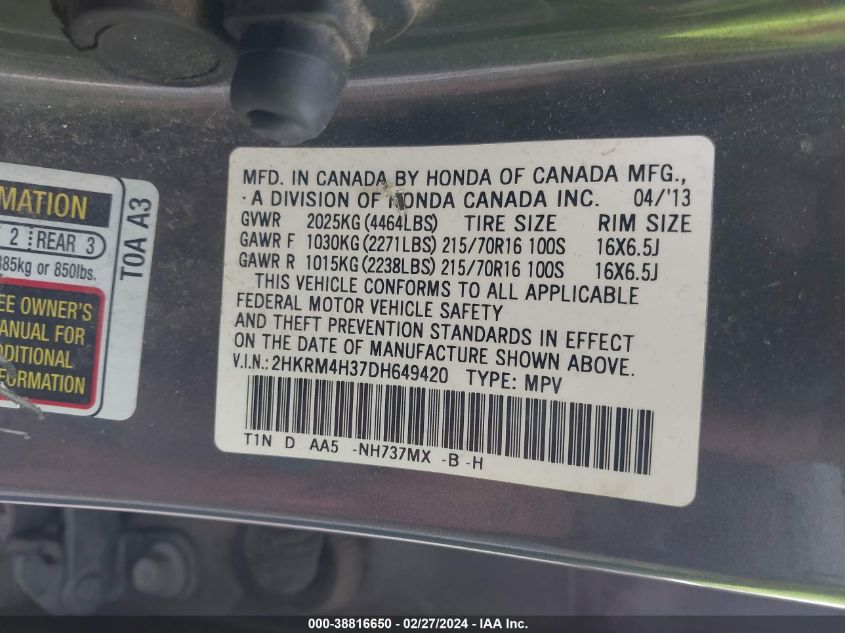 MFD. IN CANADA BY HONDA OF CANADA MFG.,
A DIVISION OF HONDA CANADA INC. 04/'13
GVWR 2025KG (4464LBS) TIRE SIZE RIM SIZE
GAWR F 1030KG (2271LBS) 215/70R16 100S 16X6.5J
GAWR R 1015KG (2238LBS) 215/70R16 100S 16X6.5J
THIS VEHICLE CONFORMS TO ALL APPLICABLE
FEDERAL MOTOR VEHICLE SAFETY
AND THEFT PREVENTION STANDARDS IN EFFECT
ON THE DATE OF MANUFACTURE SHOWN ABOVE.
V.I.N.: 2HKRM4H37DH649420 TYPE: MPV
T1N D AA5 -NH737MX -B -H
MATION
2 REAR 3
385kg or 850lbs.
EE OWNER'S
ANUAL FOR
DDITIONAL
FORMATION
T0A A3
000-38816650 - 02/27/2024 - IAA Inc.